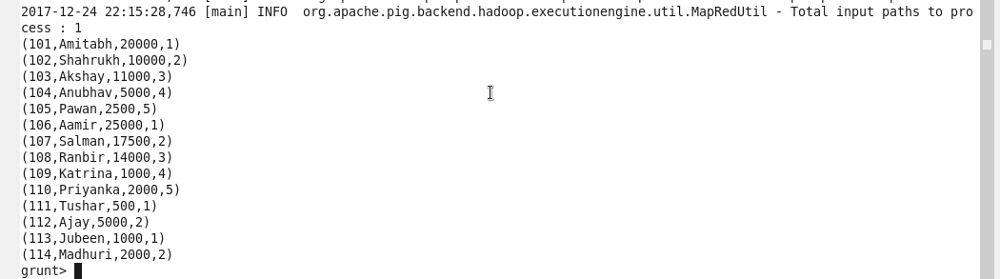 2017-12-24 22:15:28,746 [main] INFO  org.apache.pig.backend.hadoop.executionengine.util.MapRedUtil - Total input paths to pro
cess : 1
(101,Amitabh,20000,1)
(102,Shahrukh,10000,2)
(103,Akshay,11000,3)
(104,Anubhav,5000,4)
(105,Pawan,2500,5)
(106,Aamir,25000,1)
(107,Salman,17500,2)
(108,Ranbir,14000,3)
(109,Katrina,1000,4)
(110,Priyanka,2000,5)
(111,Tushar,500,1)
(112,Ajay,5000,2)
(113,Jubeen,1000,1)
(114,Madhuri,2000,2)
grunt>